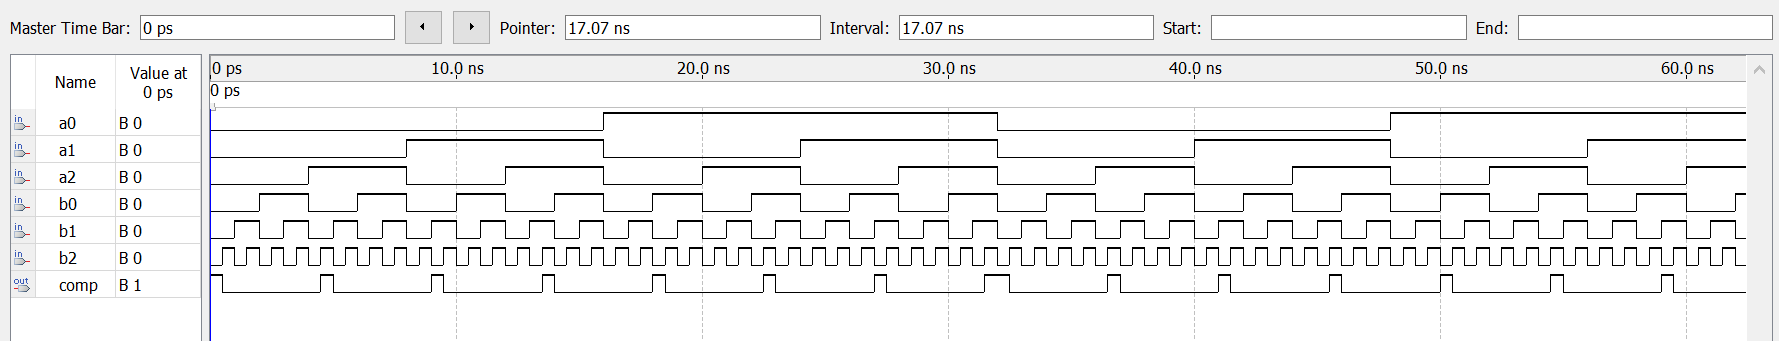 Master Time Bar: 0 ps Pointer: 17.07 ns Interval: 17.07 ns Start: End:
Name Value at 0 ps
0 ps 10.0 ns 20.0 ns 30.0 ns 40.0 ns 50.0 ns 60.0 ns
0 ps
in a0 B 0
in a1 B 0
in a2 B 0
in b0 B 0
in b1 B 0
in b2 B 0
out comp B 1